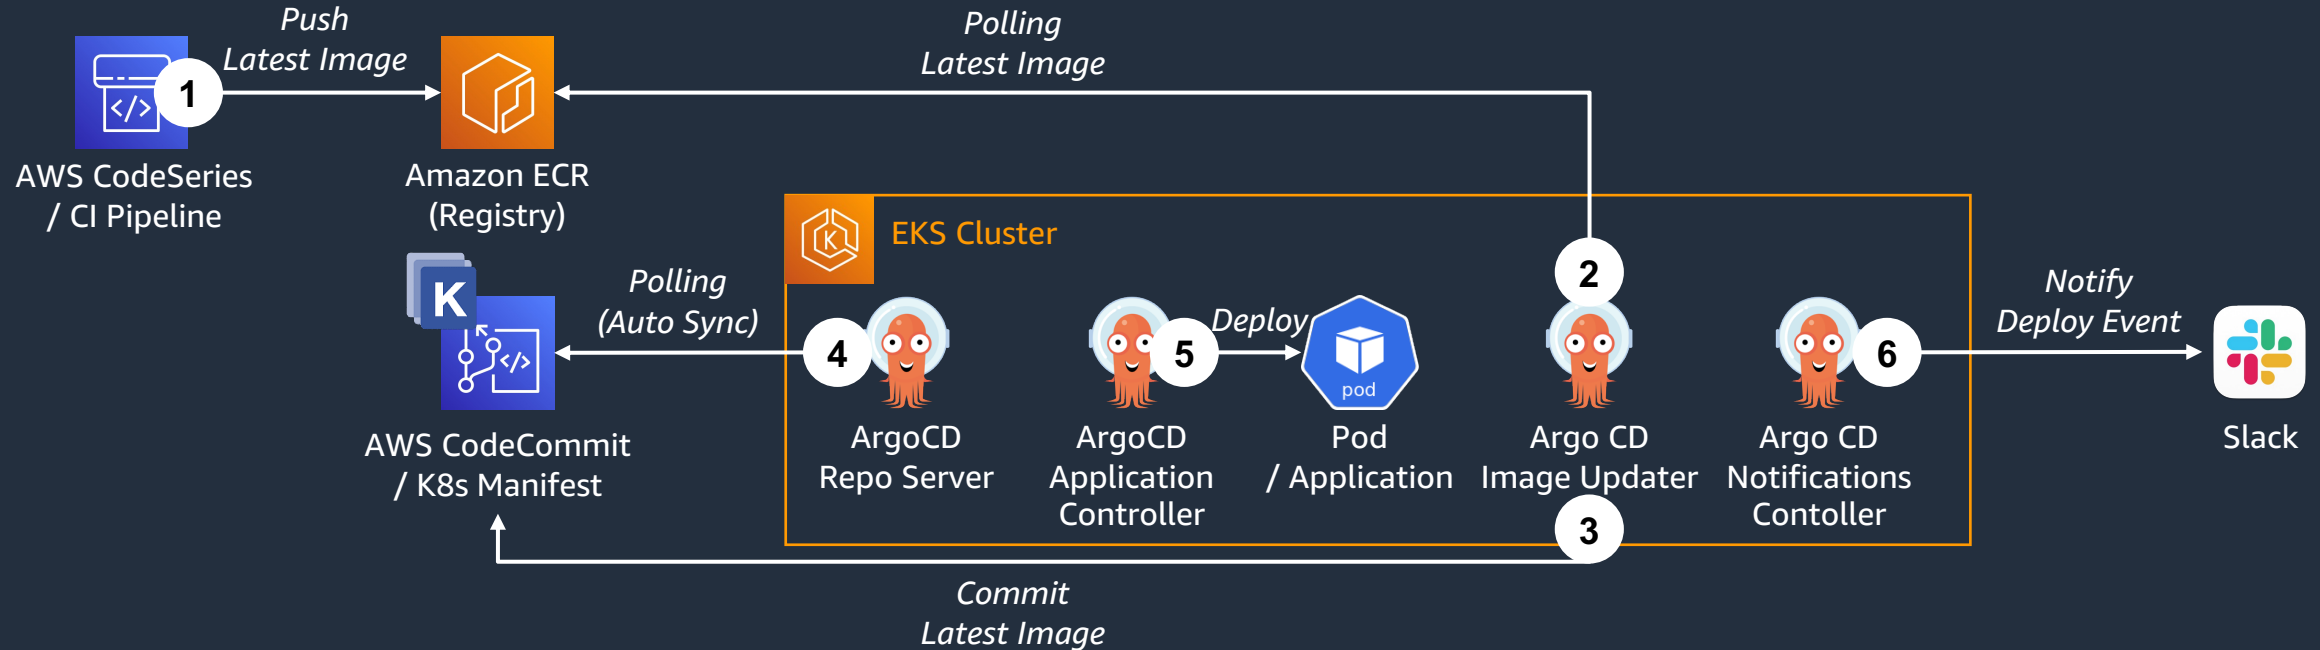 Push
Latest Image
1
AWS CodeSeries
/ CI Pipeline
Amazon ECR
(Registry)
Polling
Latest Image
EKS Cluster
K
K
AWS CodeCommit
/ K8s Manifest
Polling
(Auto Sync)
4
ArgoCD
Repo Server
5
ArgoCD
Application
Controller
Deploy
pod
Pod
/ Application
2
Argo CD
Image Updater
3
Argo CD
Notifications
Contoller
6
Notify
Deploy Event
Slack
Commit
Latest Image